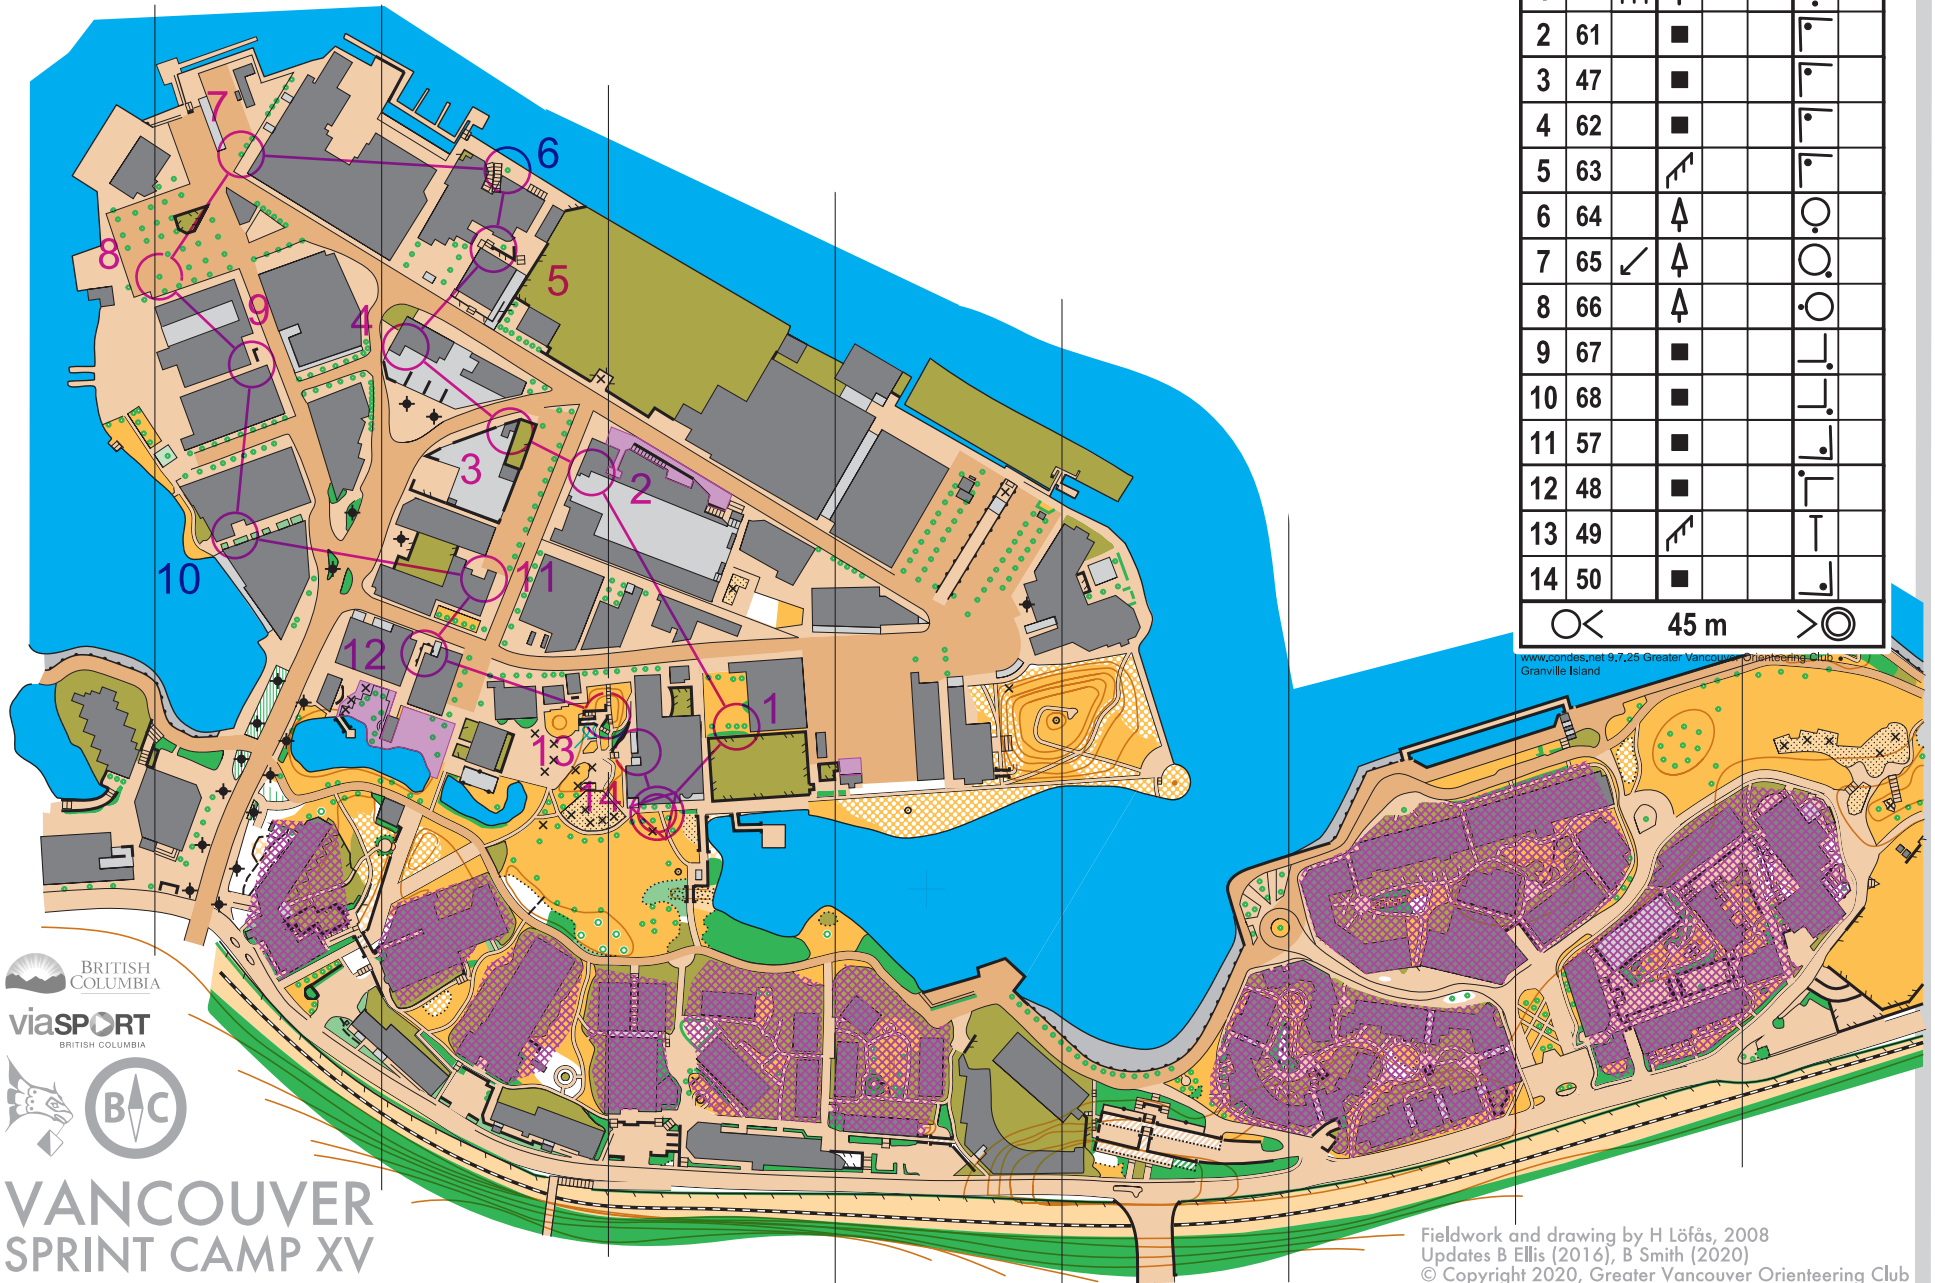 2 61
3 47
4 62
5 63
6 64
7 65
8 66
9 67
10 68
11 57
12 48
13 49
14 50
45 m
www.condes.net 9.7.25 Greater Vancouver Orienteering Club
Granville Island
7
6
8
5
9
4
3
2
10
11
12
1
13
14
BRITISH
COLUMBIA
viaSPORT
BRITISH COLUMBIA
BC
VANCOUVER
SPRINT CAMP XV
Fieldwork and drawing by H Löfås, 2008
Updates B Ellis (2016), B Smith (2020)
© Copyright 2020, Greater Vancouver Orienteering Club